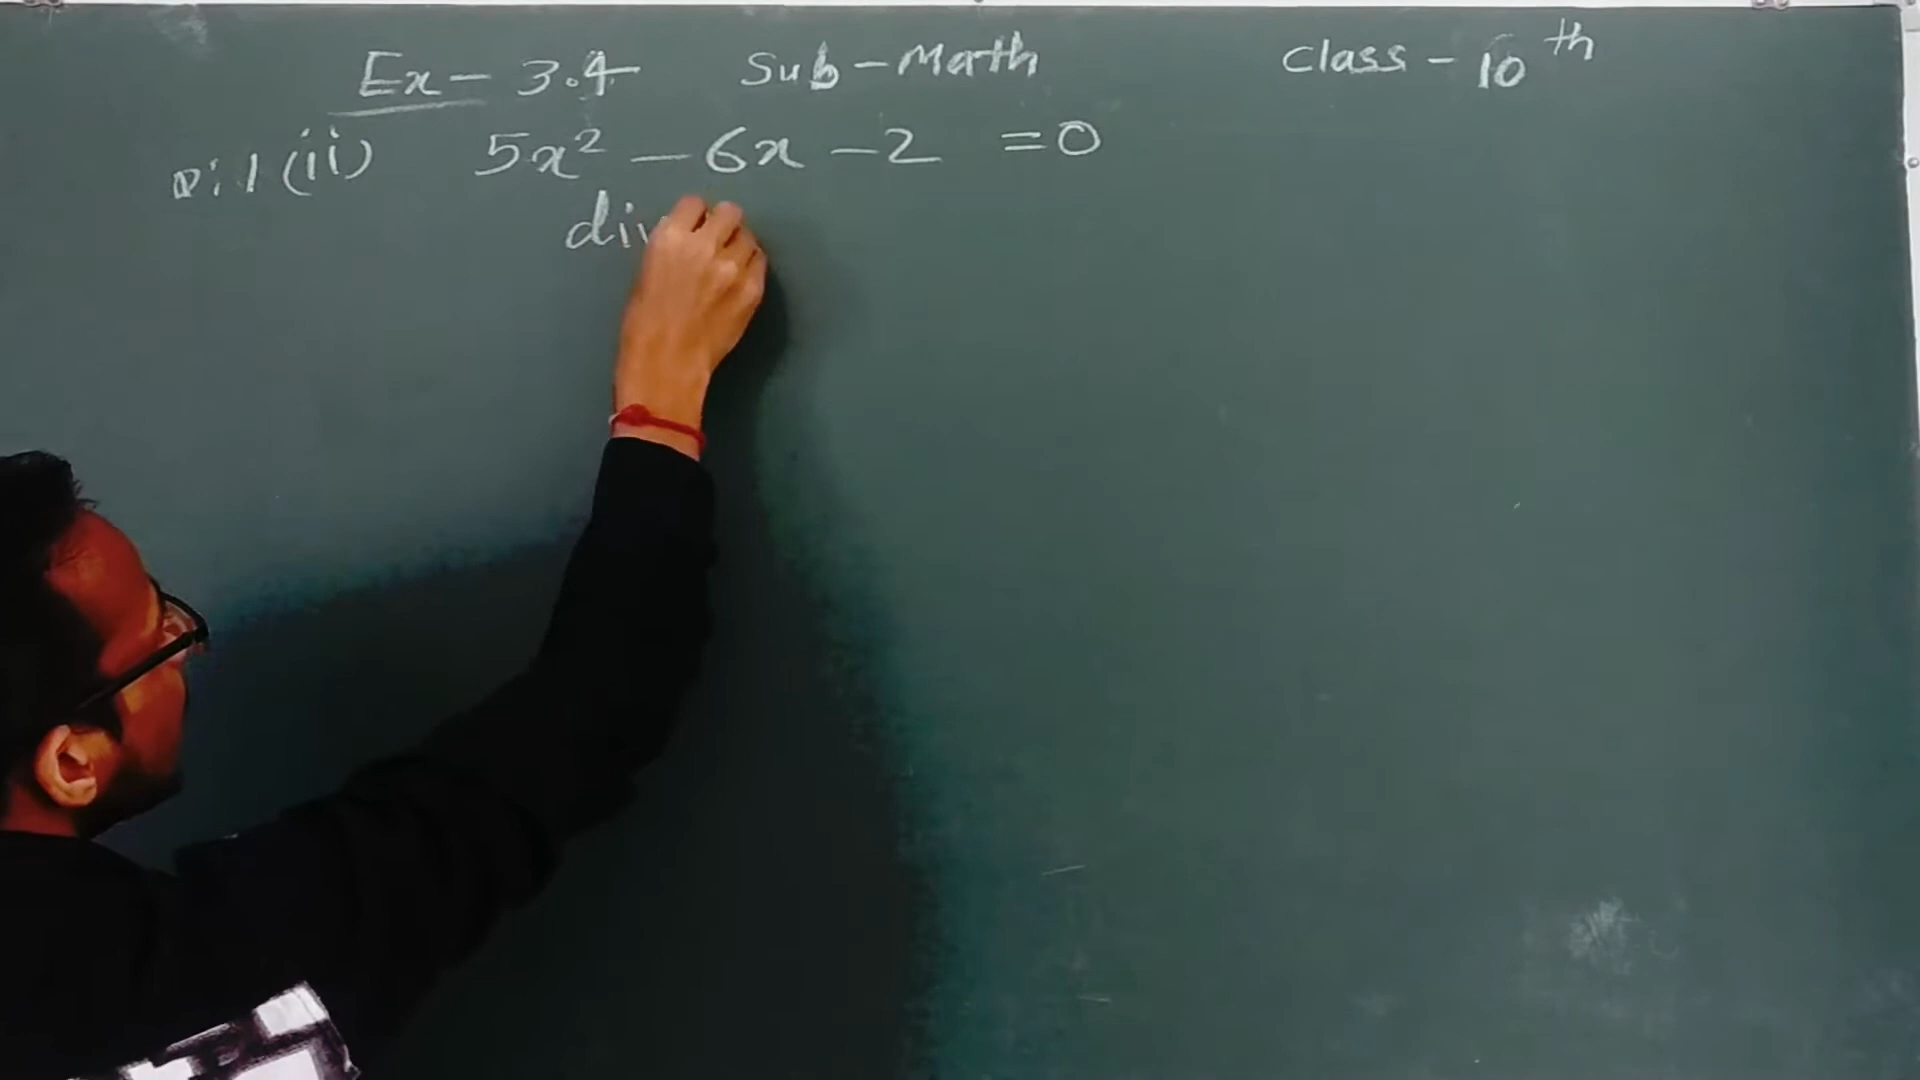 Ex - 3.4 Sub - Math Class - 10th
Q:1 (ii) 5x² - 6x - 2 = 0
div